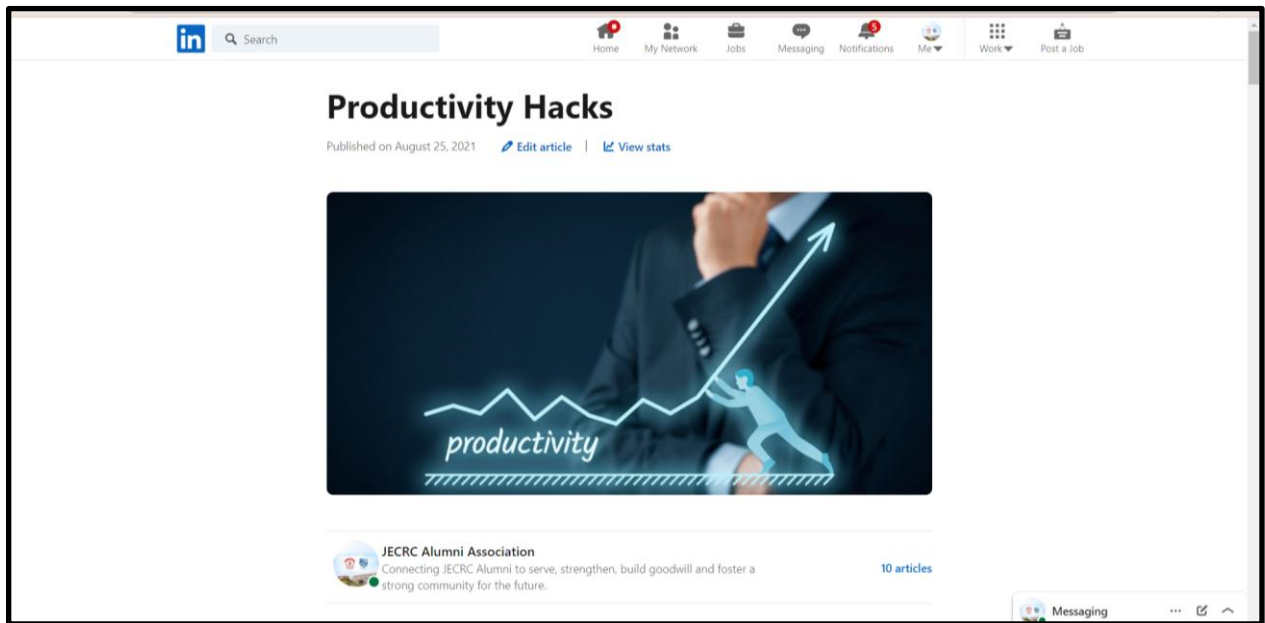 in Search
Home My Network Jobs Messaging Notifications 5 Me Work Post a Job
Productivity Hacks
Published on August 25, 2021 Edit article | View stats
productivity
JECRC Alumni Association
Connecting JECRC Alumni to serve, strengthen, build goodwill and foster a
strong community for the future.
10 articles
Messaging